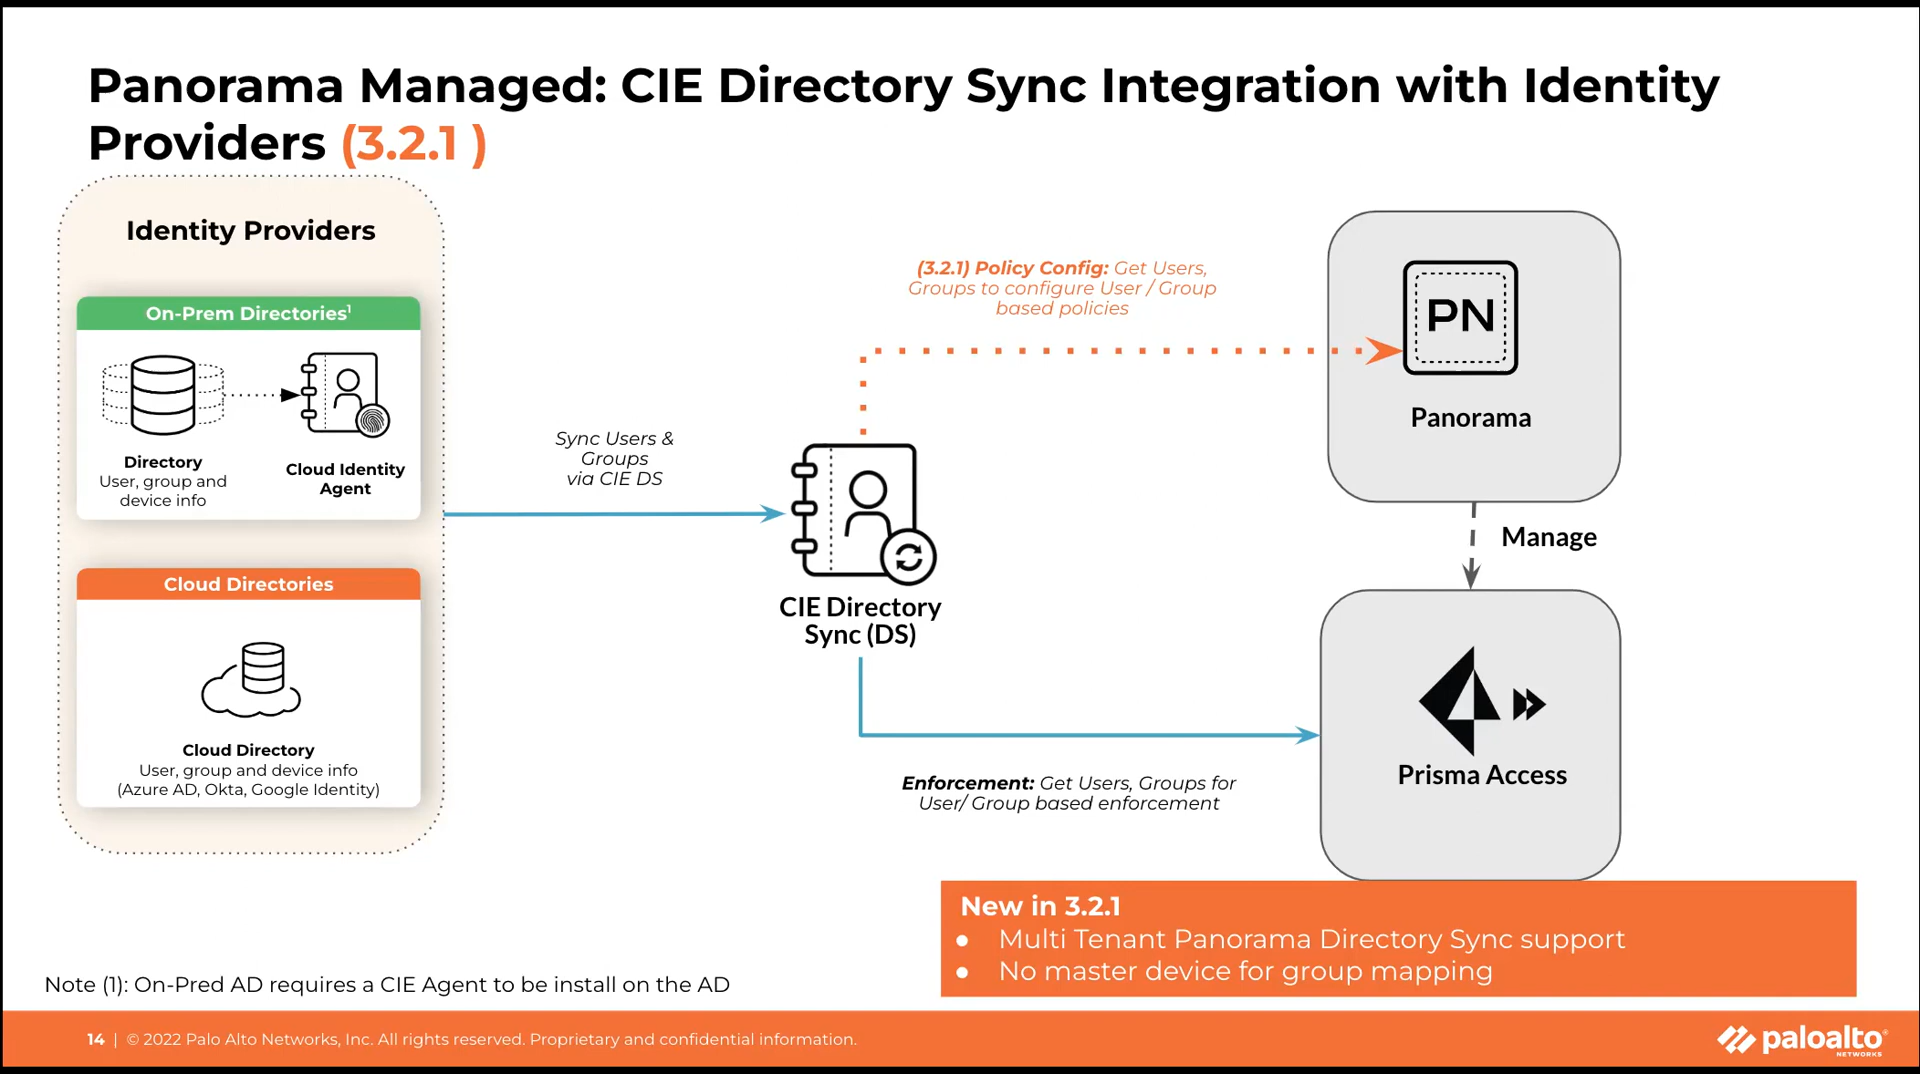 Panorama Managed: CIE Directory Sync Integration with Identity
Providers (3.2.1 )
Identity Providers
On-Prem Directories¹
Directory
User, group and
device info
Cloud Identity
Agent
Cloud Directories
Cloud Directory
User, group and device info
(Azure AD, Okta, Google Identity)
Sync Users &
Groups
via CIE DS
CIE Directory
Sync (DS)
(3.2.1) Policy Config: Get Users,
Groups to configure User / Group
based policies
PN
Panorama
Manage
Prisma Access
Enforcement: Get Users, Groups for
User/ Group based enforcement
New in 3.2.1
● Multi Tenant Panorama Directory Sync support
● No master device for group mapping
Note (1): On-Pred AD requires a CIE Agent to be install on the AD
14 | © 2022 Palo Alto Networks, Inc. All rights reserved. Proprietary and confidential information.
paloalto®
NETWORKS